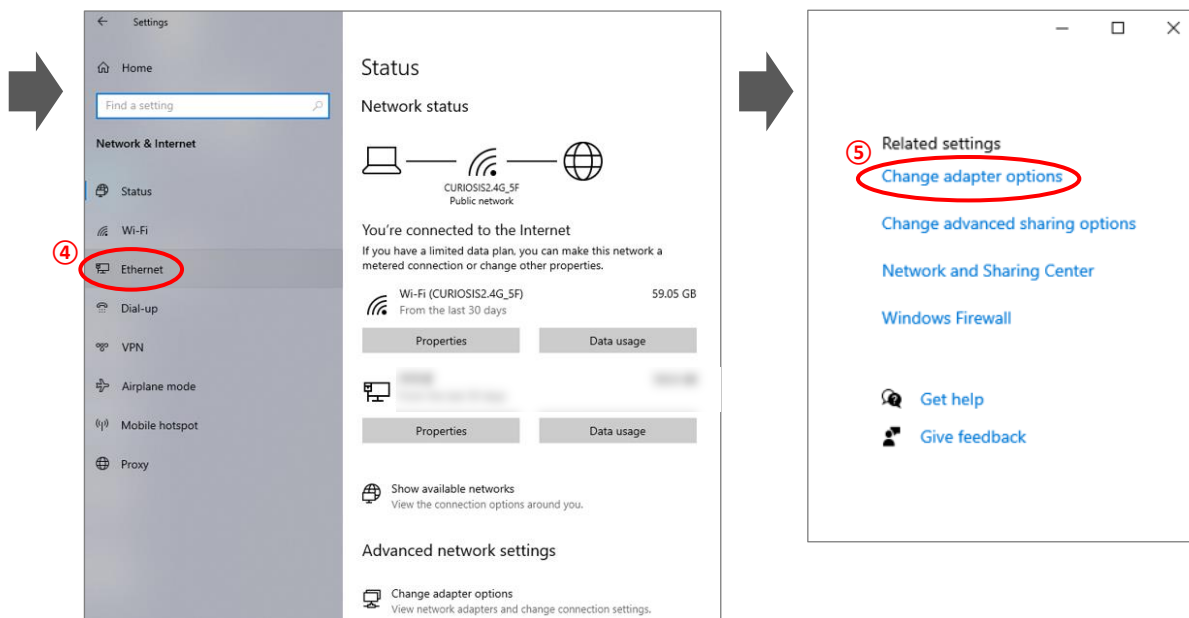 Settings
Home
Find a setting
Network & Internet
Status
Wi-Fi
④
Ethernet
Dial-up
VPN
Airplane mode
Mobile hotspot
Proxy
Status
Network status
CURIOSIS2.4G_5F
Public network
You're connected to the Internet
If you have a limited data plan, you can make this network a
metered connection or change other properties.
Wi-Fi (CURIOSIS2.4G_5F) 59.05 GB
From the last 30 days
Properties Data usage
Properties Data usage
Show available networks
View the connection options around you.
Advanced network settings
Change adapter options
View network adapters and change connection settings.
Related settings
⑤
Change adapter options
Change advanced sharing options
Network and Sharing Center
Windows Firewall
Get help
Give feedback